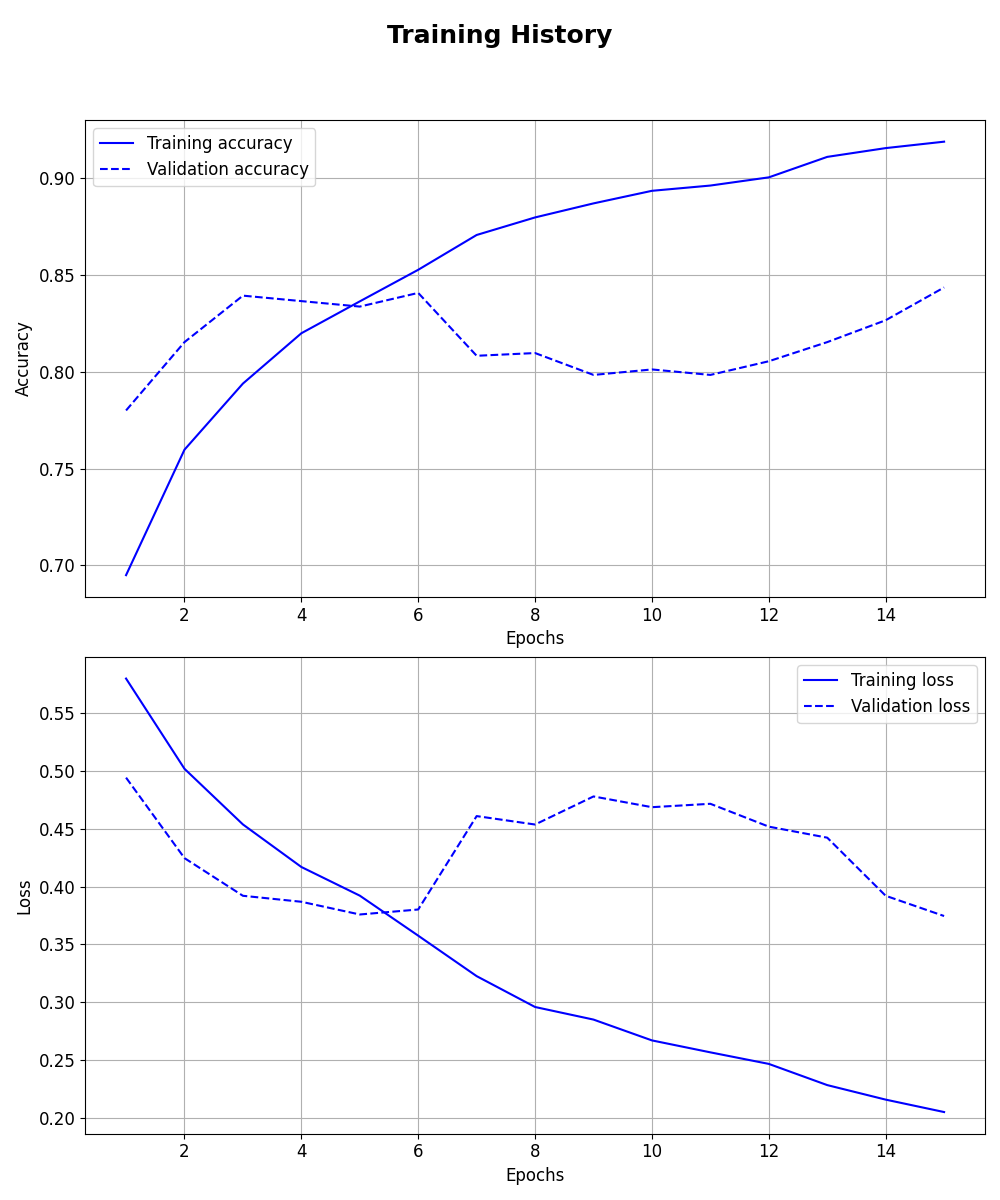 Training History
Training accuracy
Validation accuracy
0.90
0.85
0.80
0.75
0.70
Accuracy
2 4 6 8 10 12 14
Epochs
Training loss
Validation loss
0.55
0.50
0.45
0.40
0.35
0.30
0.25
0.20
Loss
2 4 6 8 10 12 14
Epochs